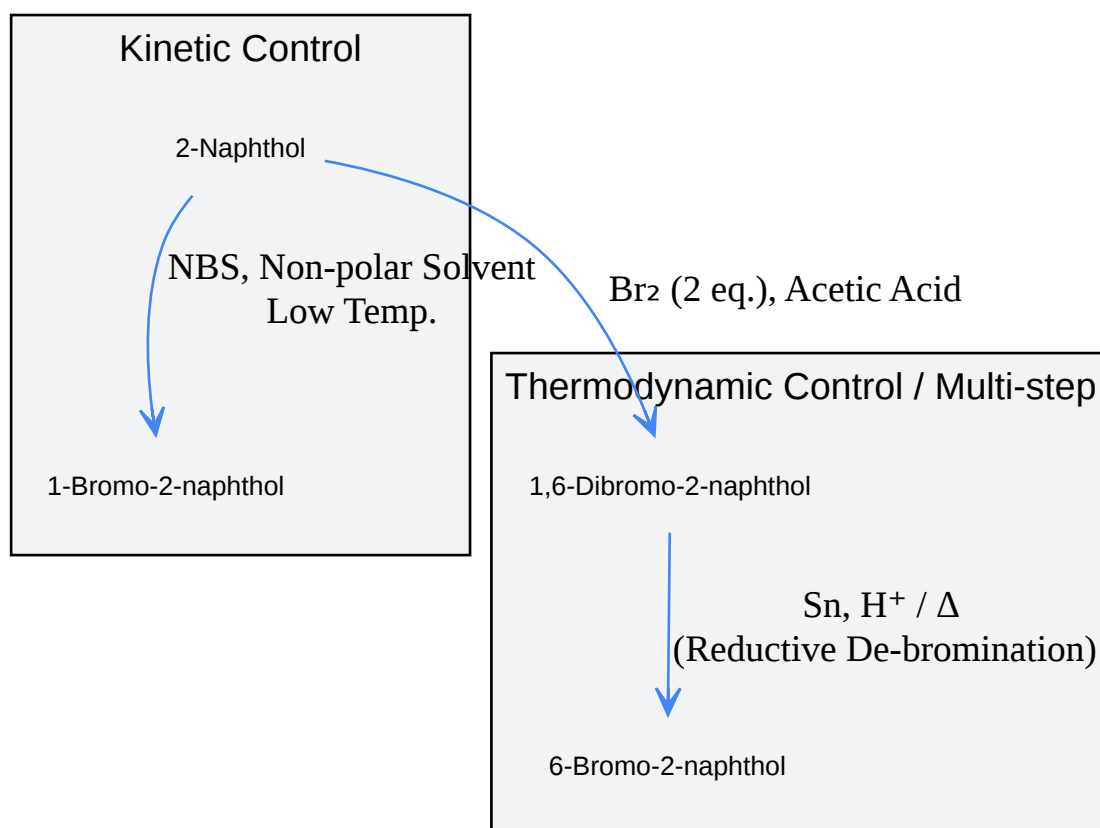 Kinetic Control
2-Naphthol
NBS, Non-polar Solvent
Low Temp.
Br₂ (2 eq.), Acetic Acid
1-Bromo-2-naphthol
Thermodynamic Control / Multi-step
1,6-Dibromo-2-naphthol
Sn, H⁺ / Δ
(Reductive De-bromination)
6-Bromo-2-naphthol